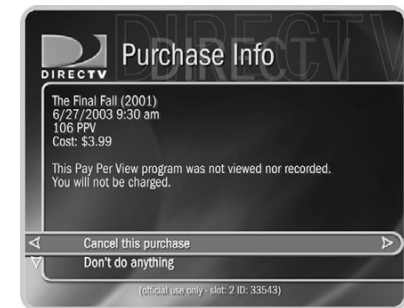 DIRECTV
DIRECTV
Purchase Info
The Final Fall (2001)
6/27/2003 9:30 am
106 PPV
Cost: $3.99
This Pay Per View program was not viewed nor recorded.
You will not be charged.
Cancel this purchase
Don't do anything
(official use only - slot: 2 ID: 33543)